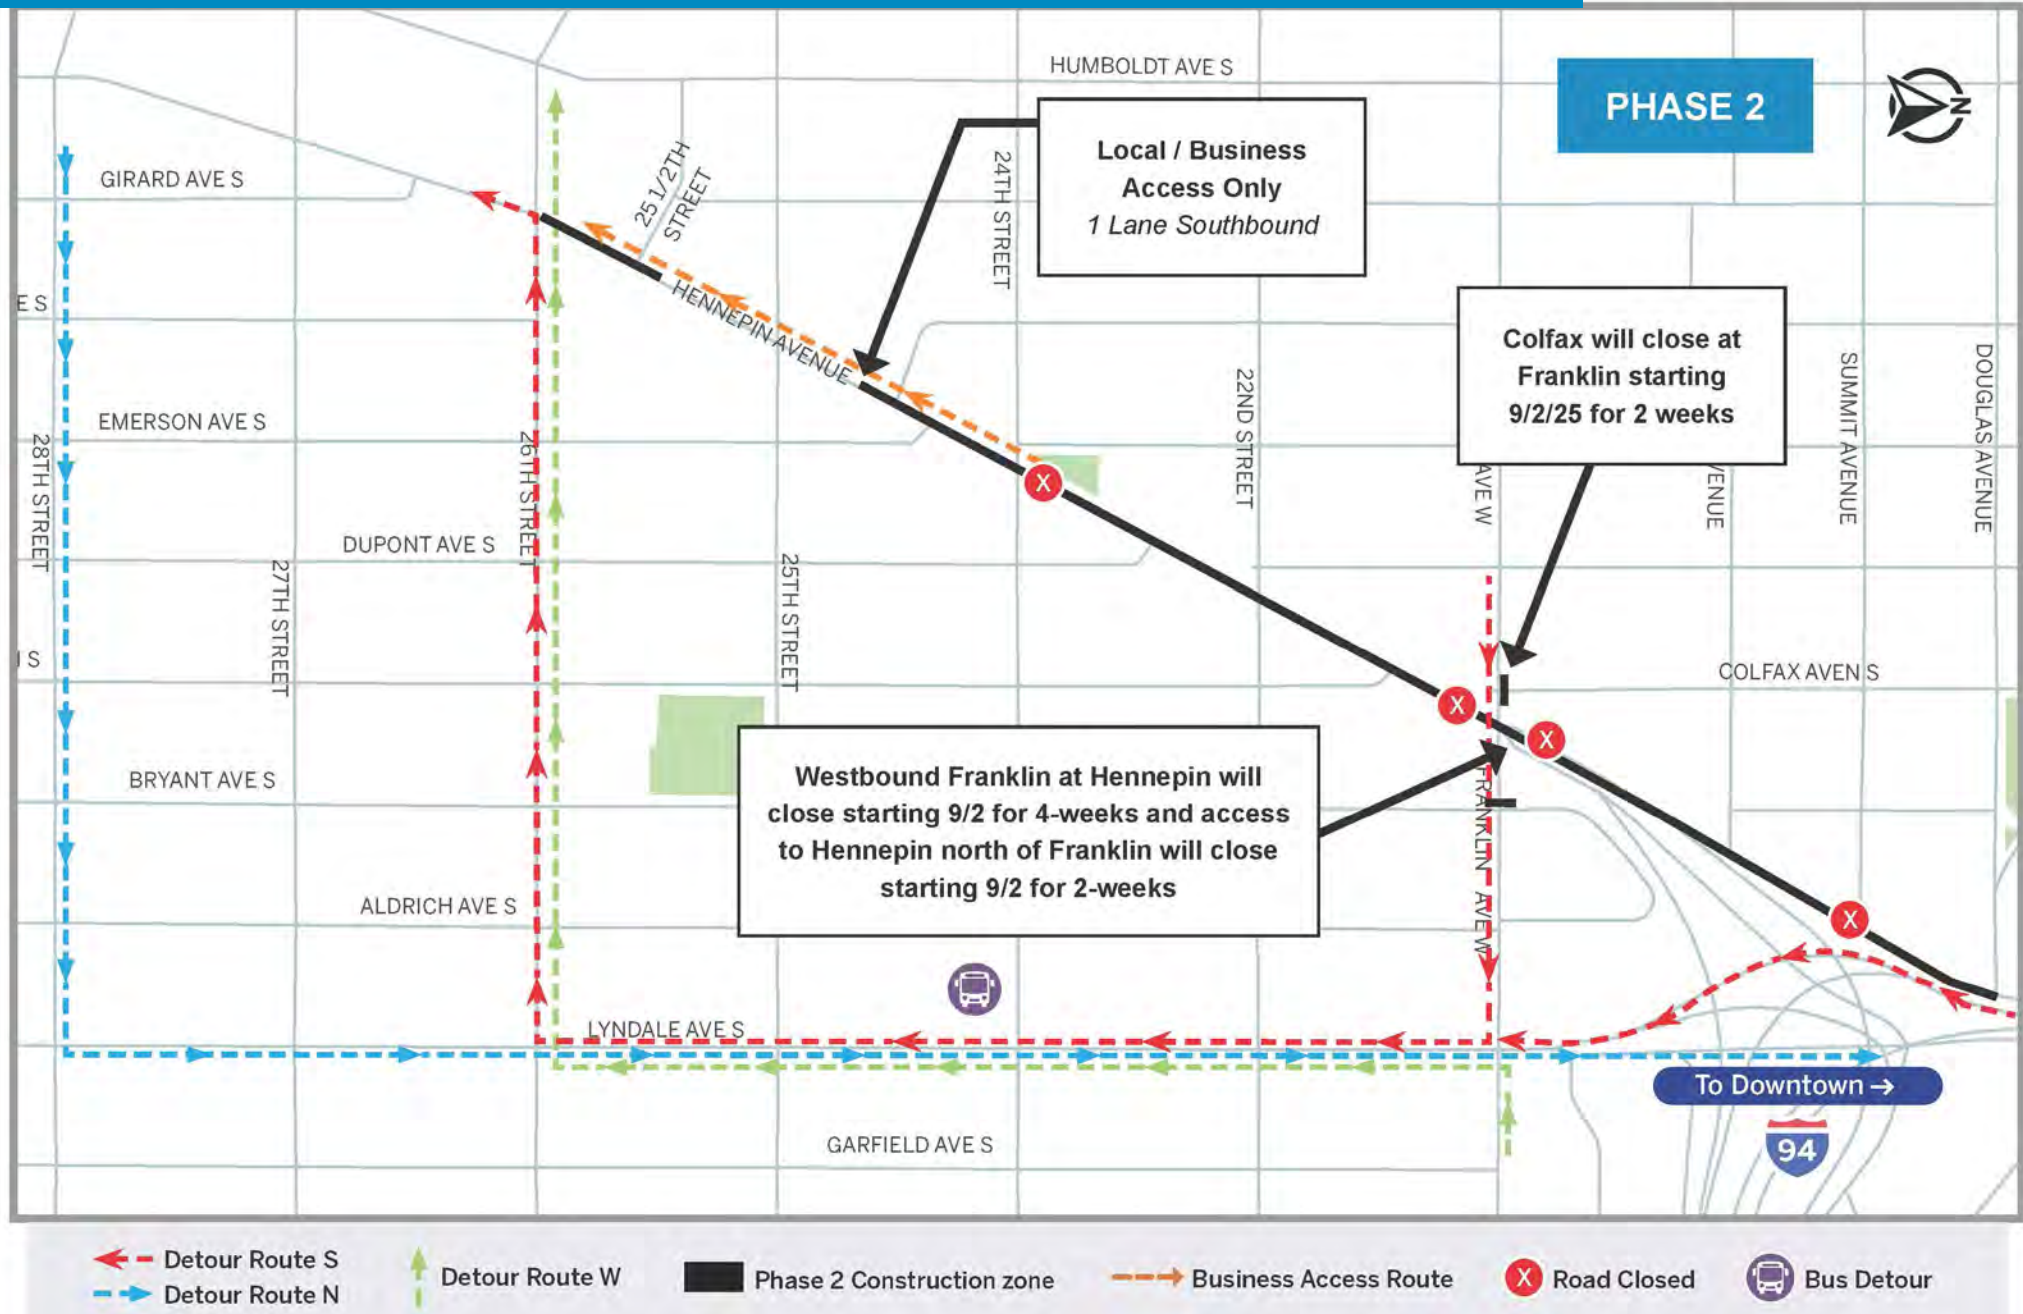 HUMBOLDT AVE S
PHASE 2
N
Local / Business
Access Only
1 Lane Southbound
GIRARD AVE S
25 1/2TH
STREET
24TH STREET
E S
HENNEPIN AVENUE
Colfax will close at
Franklin starting
9/2/25 for 2 weeks
22ND STREET
SUMMIT AVENUE
DOUGLAS AVENUE
EMERSON AVE S
28TH STREET
26TH STREET
AVE W
VENUE
DUPONT AVE S
27TH STREET
25TH STREET
S
COLFAX AVEN S
X
X
X
X
Westbound Franklin at Hennepin will
close starting 9/2 for 4-weeks and access
to Hennepin north of Franklin will close
starting 9/2 for 2-weeks
FRANKLIN AVE W
BRYANT AVE S
ALDRICH AVE S
LYNDALE AVE S
To Downtown →
GARFIELD AVE S
94
Detour Route S
Detour Route N
Detour Route W
Phase 2 Construction zone
Business Access Route
X Road Closed
Bus Detour